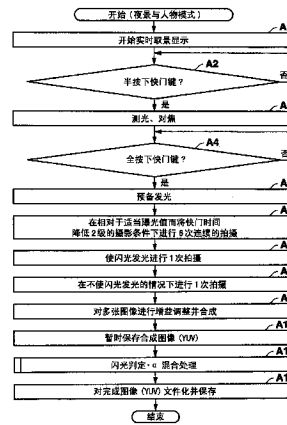 开始（夜景与人物模式）
A
开始实时取景显示
A2
半按下快门键？
否
是
A
测光、对焦
A4
全按下快门键？
否
是
A
预备发光
A
在相对于适当曝光值而将快门时间
降低2级的摄影条件下进行6次连续的拍摄
A
使闪光发光进行1次拍摄
A
在不使闪光发光的情况下进行1次拍摄
A
对多张图像进行增益调整并合成
A1
暂时保存合成图像（YUV）
A1
闪光判定·α混合处理
A1
对完成图像（YUV）文件化并保存
A1
结束